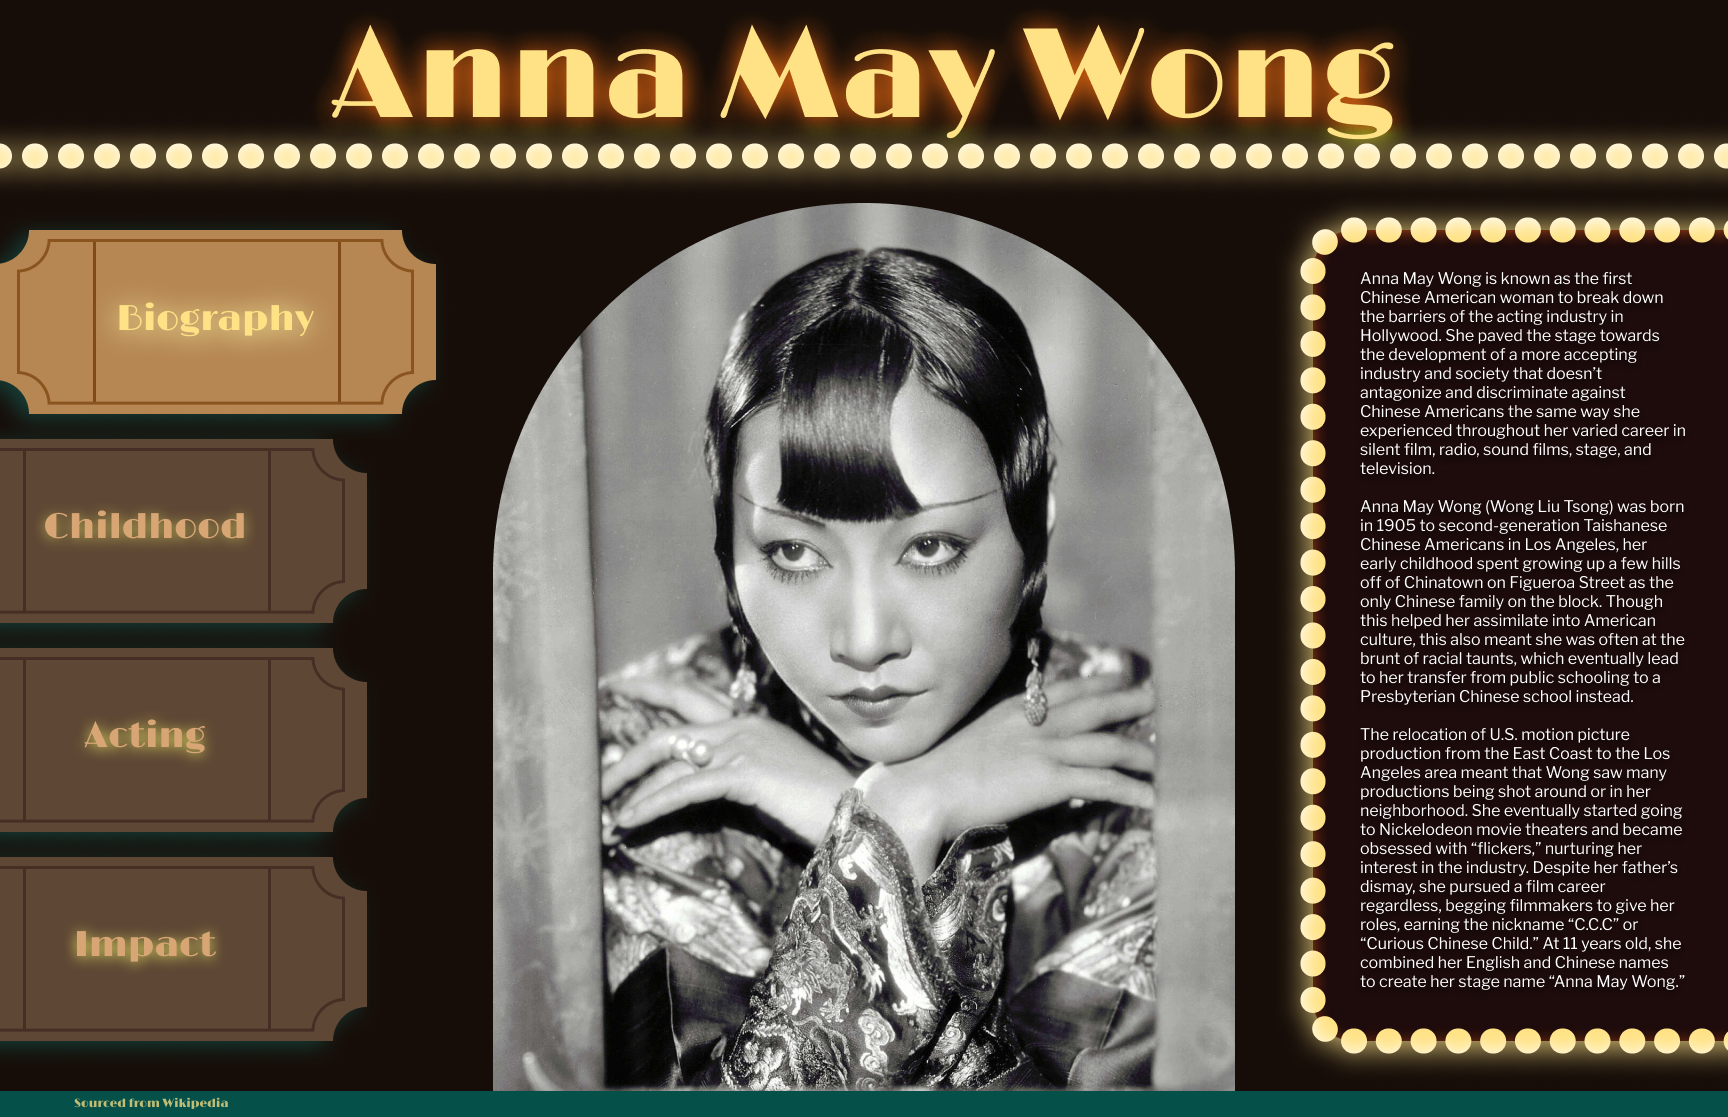 Anna May Wong
Biography
Childhood
Acting
Impact
Anna May Wong is known as the first
Chinese American woman to break down
the barriers of the acting industry in
Hollywood. She paved the stage towards
the development of a more accepting
industry and society that doesn’t
antagonize and discriminate against
Chinese Americans the same way she
experienced throughout her varied career in
silent film, radio, sound films, stage, and
television.
Anna May Wong (Wong Liu Tsong) was born
in 1905 to second-generation Taishanese
Chinese Americans in Los Angeles, her
early childhood spent growing up a few hills
off of Chinatown on Figueroa Street as the
only Chinese family on the block. Though
this helped her assimilate into American
culture, this also meant she was often at the
brunt of racial taunts, which eventually lead
to her transfer from public schooling to a
Presbyterian Chinese school instead.
The relocation of U.S. motion picture
production from the East Coast to the Los
Angeles area meant that Wong saw many
productions being shot around or in her
neighborhood. She eventually started going
to Nickelodeon movie theaters and became
obsessed with “flickers,” nurturing her
interest in the industry. Despite her father’s
dismay, she pursued a film career
regardless, begging filmmakers to give her
roles, earning the nickname “C.C.C” or
“Curious Chinese Child.” At 11 years old, she
combined her English and Chinese names
to create her stage name “Anna May Wong.”
Sourced from Wikipedia